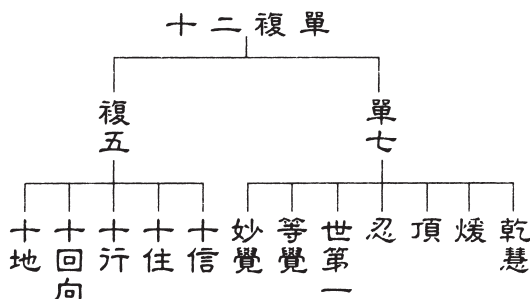 十二複單
單七
複五
乾慧
煖
頂
忍
世第一
等覺
妙覺
十信
十住
十行
十回向
十地